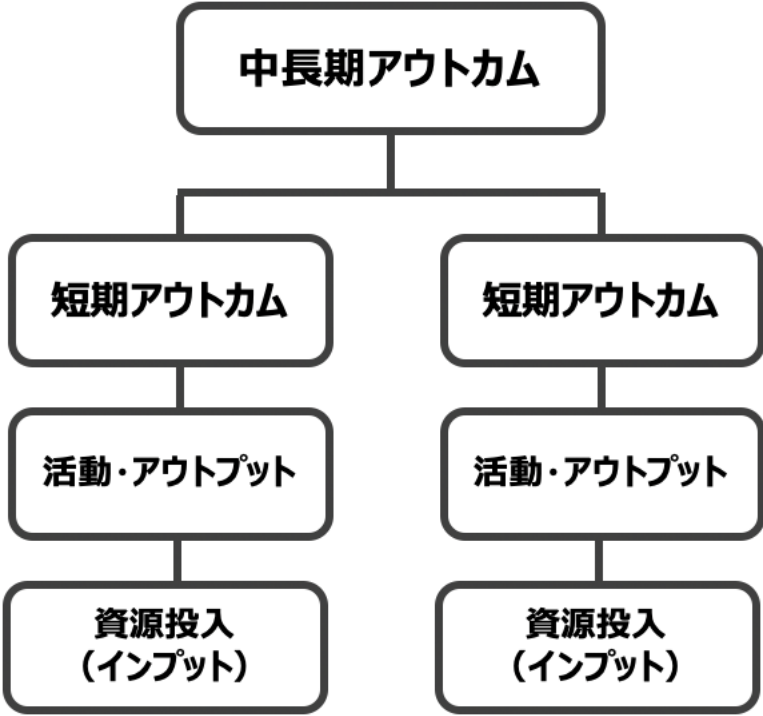 中長期アウトカム
短期アウトカム
短期アウトカム
活動・アウトプット
活動・アウトプット
資源投入
（インプット）
資源投入
（インプット）